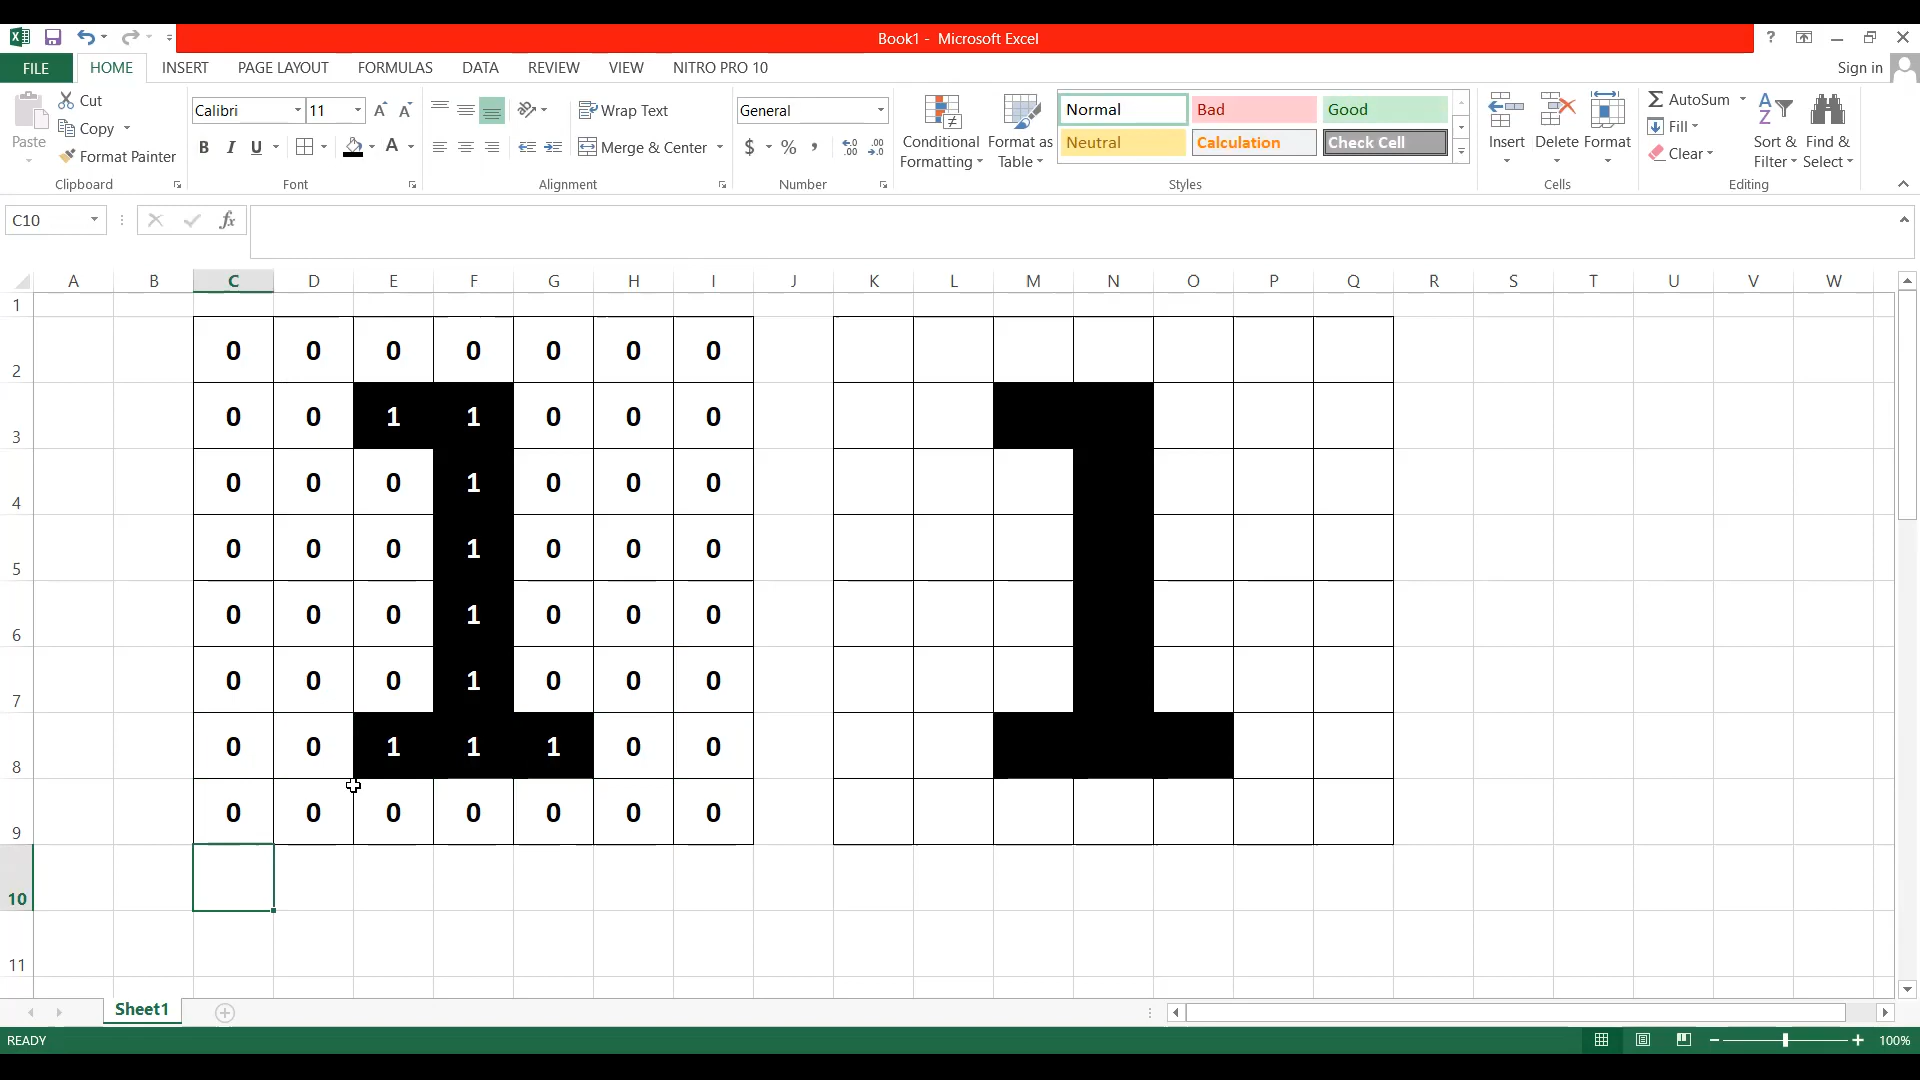 Book1 - Microsoft Excel
?
FILE HOME INSERT PAGE LAYOUT FORMULAS DATA REVIEW VIEW NITRO PRO 10 Sign in
Paste
Cut
Copy
Format Painter
Clipboard
Calibri 11
B I U
Font
Wrap Text
Merge & Center
Alignment
General
$ % ,
Number
Conditional Formatting
Format as Table
Normal Bad Good
Neutral Calculation Check Cell
Styles
Insert Delete Format
Cells
AutoSum
Fill
Clear
Sort & Filter
Find & Select
Editing
C10 fx
A B C D E F G H I J K L M N O P Q R S T U V W
1
2 0 0 0 0 0 0 0
3 0 0 1 1 0 0 0
4 0 0 0 1 0 0 0
5 0 0 0 1 0 0 0
6 0 0 0 1 0 0 0
7 0 0 0 1 0 0 0
8 0 0 1 1 1 0 0
9 0 0 0 0 0 0 0
10
11
Sheet1
READY 100%